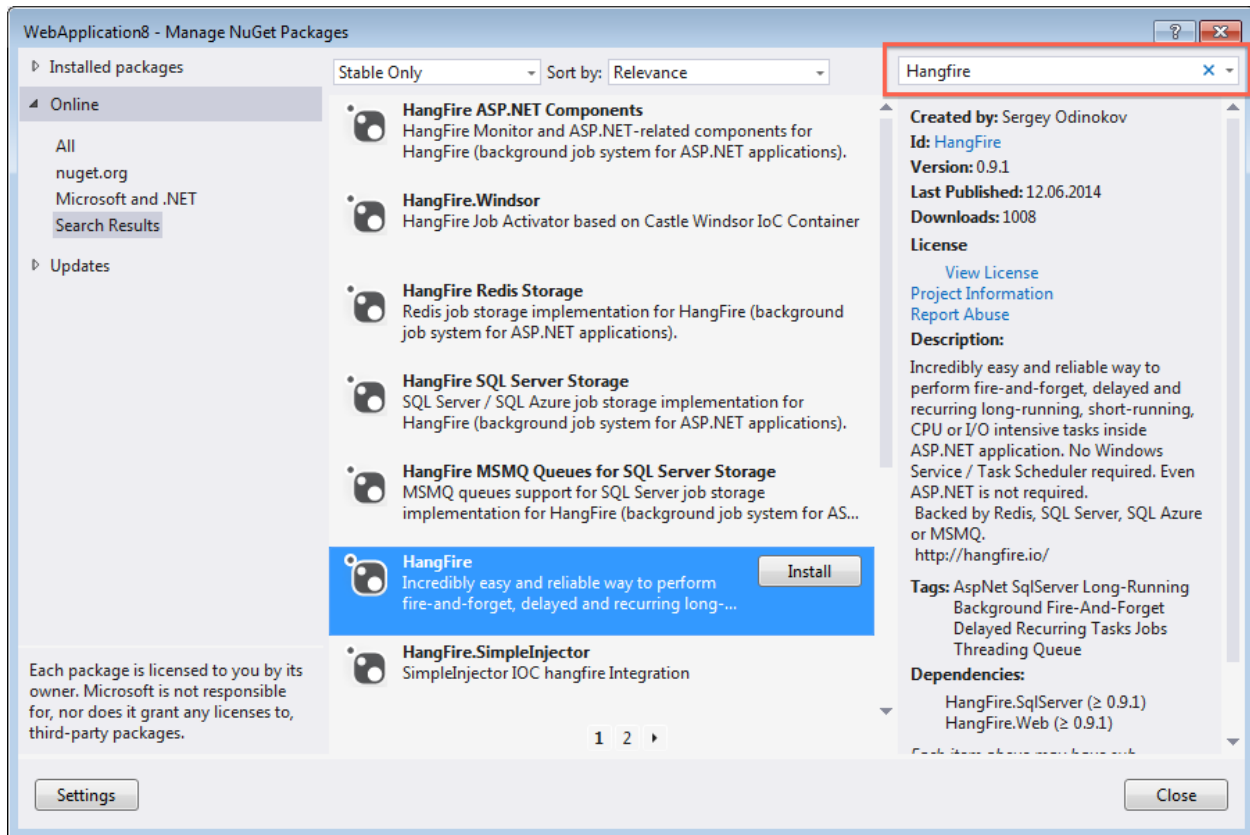 WebApplication8 - Manage NuGet Packages
?
Installed packages
Online
All
nuget.org
Microsoft and .NET
Search Results
Updates
Each package is licensed to you by its
owner. Microsoft is not responsible
for, nor does it grant any licenses to,
third-party packages.
Stable Only
Sort by: Relevance
HangFire ASP.NET Components
HangFire Monitor and ASP.NET-related components for
HangFire (background job system for ASP.NET applications).
HangFire.Windsor
HangFire Job Activator based on Castle Windsor IoC Container
HangFire Redis Storage
Redis job storage implementation for HangFire (background
job system for ASP.NET applications).
HangFire SQL Server Storage
SQL Server / SQL Azure job storage implementation for
HangFire (background job system for ASP.NET applications).
HangFire MSMQ Queues for SQL Server Storage
MSMQ queues support for SQL Server job storage
implementation for HangFire (background job system for AS...
HangFire
Incredibly easy and reliable way to perform
fire-and-forget, delayed and recurring long-...
Install
HangFire.SimpleInjector
SimpleInjector IOC hangfire Integration
1 2
Hangfire
Created by: Sergey Odinokov
Id: HangFire
Version: 0.9.1
Last Published: 12.06.2014
Downloads: 1008
License
View License
Project Information
Report Abuse
Description:
Incredibly easy and reliable way to
perform fire-and-forget, delayed and
recurring long-running, short-running,
CPU or I/O intensive tasks inside
ASP.NET application. No Windows
Service / Task Scheduler required. Even
ASP.NET is not required.
Backed by Redis, SQL Server, SQL Azure
or MSMQ.
http://hangfire.io/
Tags: AspNet SqlServer Long-Running
Background Fire-And-Forget
Delayed Recurring Tasks Jobs
Threading Queue
Dependencies:
HangFire.SqlServer (≥ 0.9.1)
HangFire.Web (≥ 0.9.1)
Each item above may have sub
Settings
Close